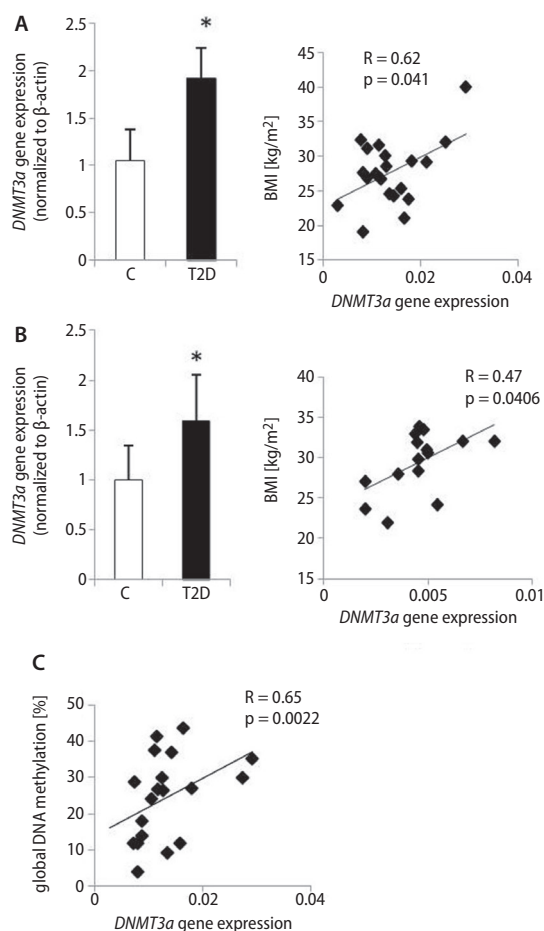 A
DNMT3a gene expression
(normalized to β-actin)
2.5
2
1.5
1
0.5
0
*
C
T2D
BMI [kg/m²]
45
40
35
30
25
20
15
R = 0.62
p = 0.041
0
0.02
0.04
DNMT3a gene expression
B
DNMT3a gene expression
(normalized to β-actin)
2.5
2
1.5
1
0.5
0
*
C
T2D
BMI [kg/m²]
40
35
30
25
20
15
R = 0.47
p = 0.0406
0
0.005
0.01
DNMT3a gene expression
C
global DNA methylation [%]
50
40
30
20
10
0
R = 0.65
p = 0.0022
0
0.02
0.04
DNMT3a gene expression